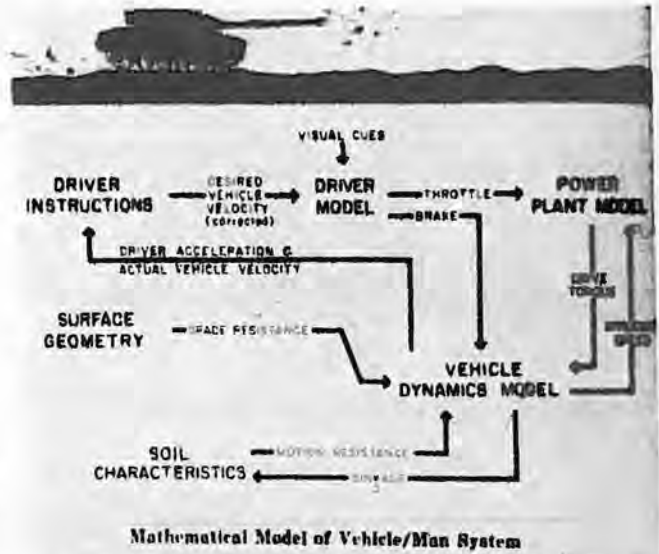 VISUAL CUES
DRIVER
INSTRUCTIONS
DESIRED
VEHICLE
VELOCITY
(corrected)
DRIVER
MODEL
THROTTLE
BRAKE
POWER
PLANT MODEL
DRIVER ACCELERATION &
ACTUAL VEHICLE VELOCITY
DRIVE
TORQUE
SPEED
SURFACE
GEOMETRY
GRADE RESISTANCE
VEHICLE
DYNAMICS MODEL
SOIL
CHARACTERISTICS
MOTION RESISTANCE
SINKAGE
Mathematical Model of Vehicle/Man System